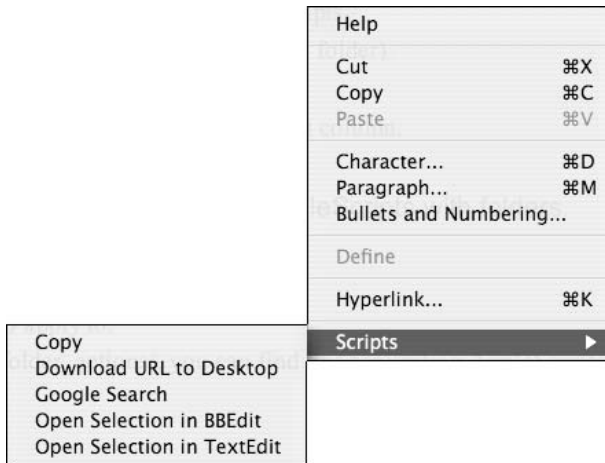 Help
Cut ⌘X
Copy ⌘C
Paste ⌘V
Character... ⌘D
Paragraph... ⌘M
Bullets and Numbering...
Define
Hyperlink... ⌘K
Scripts
Copy
Download URL to Desktop
Google Search
Open Selection in BBEdit
Open Selection in TextEdit